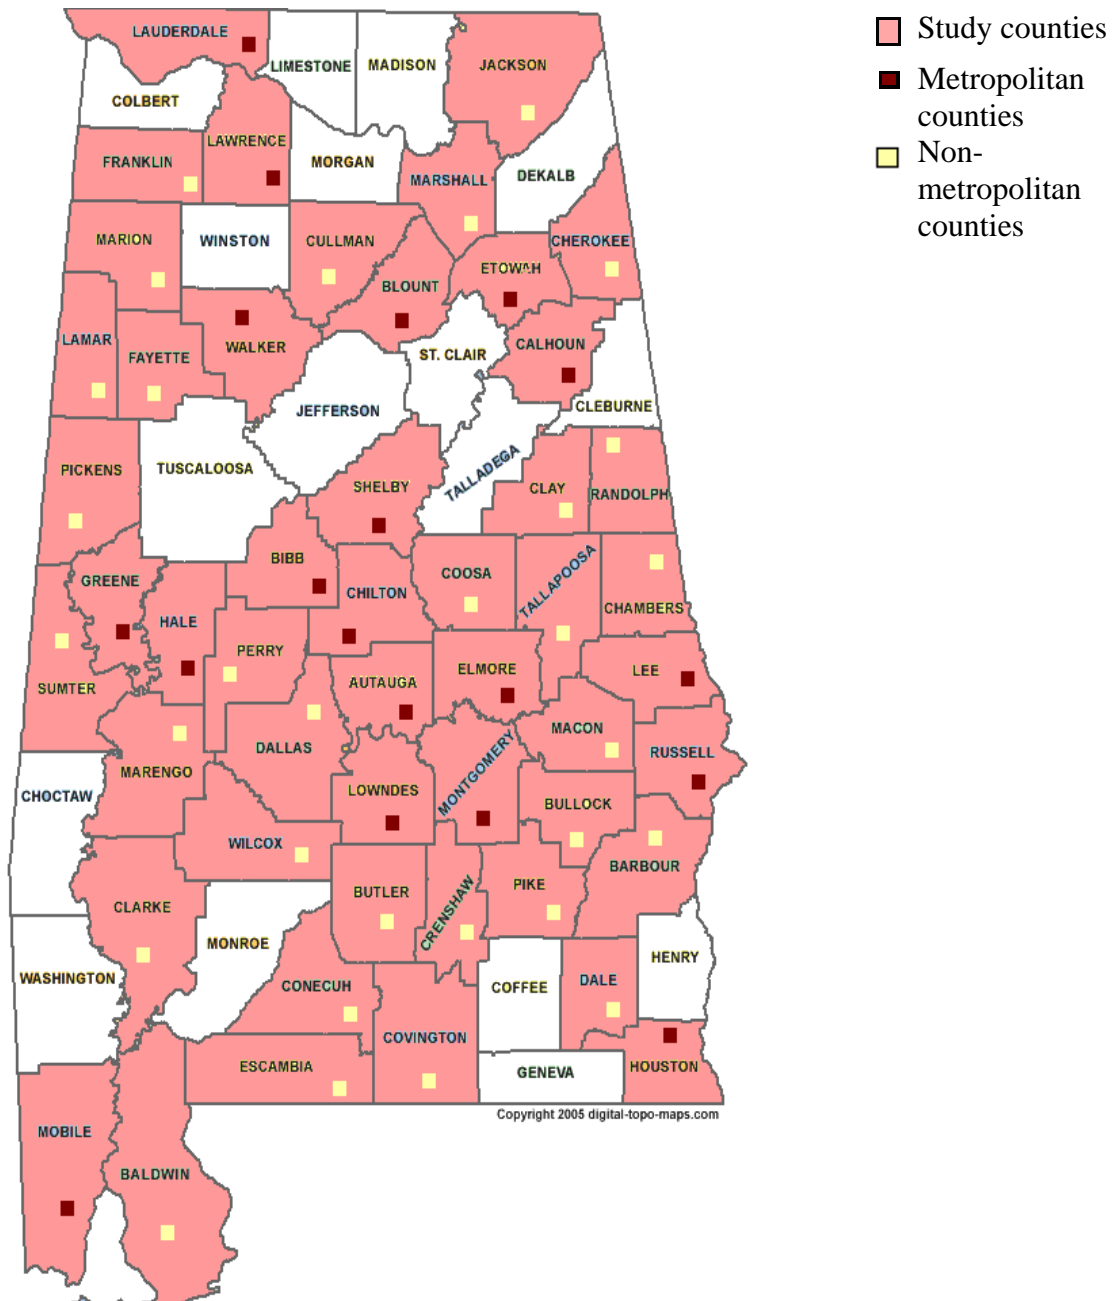 LAUDERDALE
LIMESTONE
MADISON
JACKSON
COLBERT
LAWRENCE
FRANKLIN
MORGAN
MARSHALL
DEKALB
MARION
WINSTON
CULLMAN
CHEROKEE
ETOWAH
BLOUNT
LAMAR
FAYETTE
WALKER
ST. CLAIR
CALHOUN
JEFFERSON
CLEBURNE
PICKENS
TUSCALOOSA
SHELBY
TALLADEGA
CLAY
RANDOLPH
BIBB
GREENE
CHILTON
COOSA
TALLAPOOSA
CHAMBERS
HALE
PERRY
SUMTER
AUTAUGA
ELMORE
LEE
MACON
DALLAS
RUSSELL
MARENGO
CHOCTAW
LOWNDES
MONTGOMERY
BULLOCK
WILCOX
BARBOUR
CLARKE
BUTLER
CRENSHAW
PIKE
MONROE
WASHINGTON
CONECUH
COFFEE
DALE
HENRY
COVINGTON
ESCAMBIA
GENEVA
HOUSTON
MOBILE
BALDWIN
Copyright 2005 digital-topo-maps.com
Study counties
Metropolitan
counties
Non-
metropolitan
counties